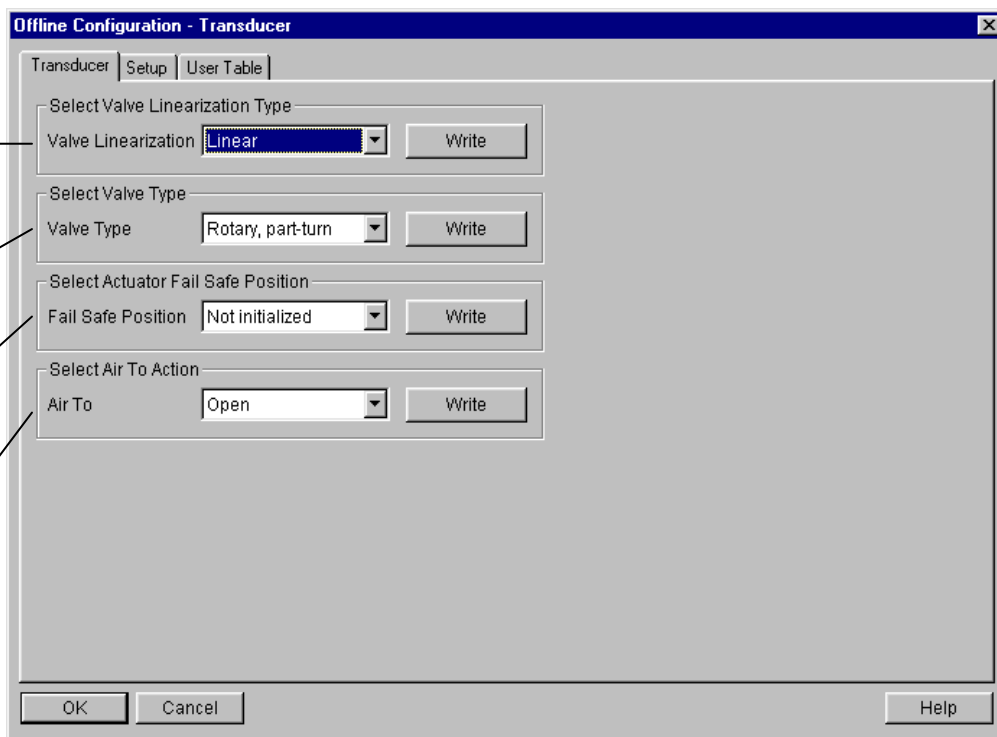 Offline Configuration - Transducer
Transducer Setup User Table
Select Valve Linearization Type
Valve Linearization Linear Write
Select Valve Type
Valve Type Rotary, part-turn Write
Select Actuator Fail Safe Position
Fail Safe Position Not initialized Write
Select Air To Action
Air To Open Write
OK Cancel Help